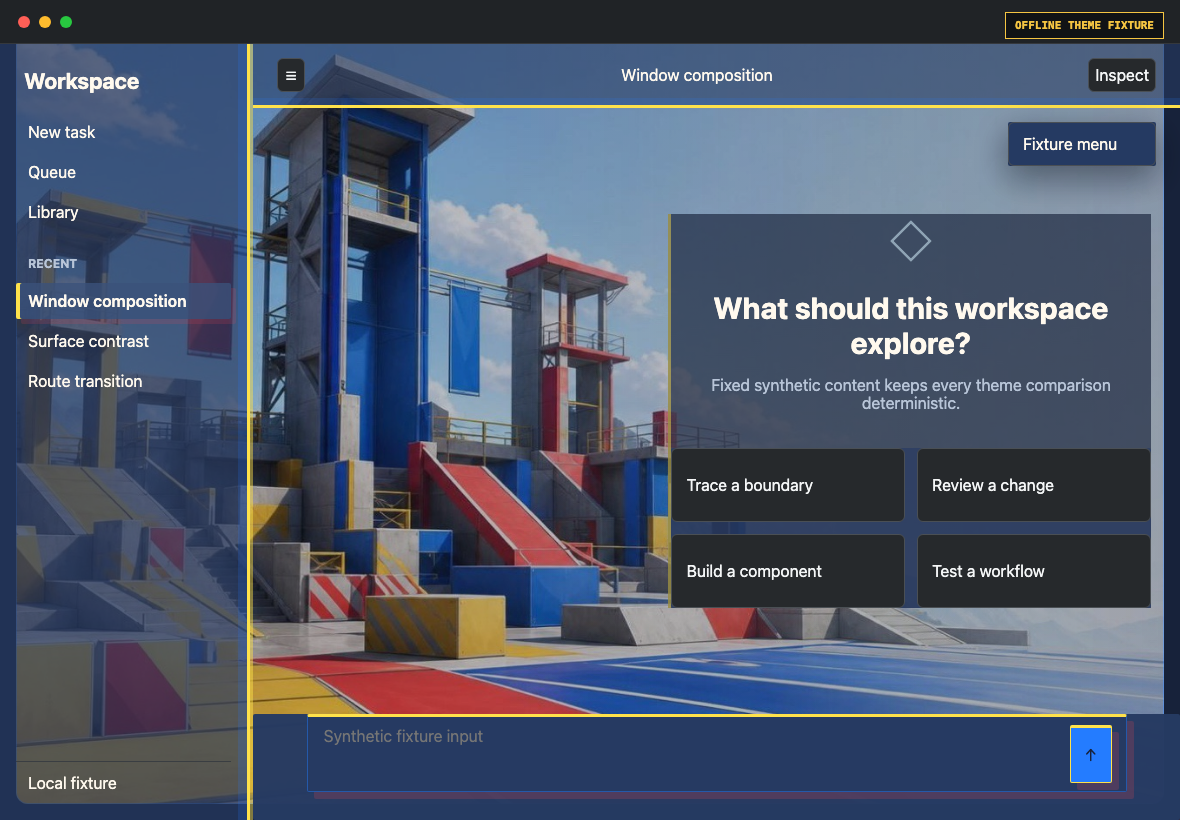 OFFLINE THEME FIXTURE
Workspace
New task
Queue
Library
RECENT
Window composition
Surface contrast
Route transition
Local fixture
Window composition
Inspect
Fixture menu
What should this workspace
explore?
Fixed synthetic content keeps every theme comparison
deterministic.
Trace a boundary
Review a change
Build a component
Test a workflow
Synthetic fixture input